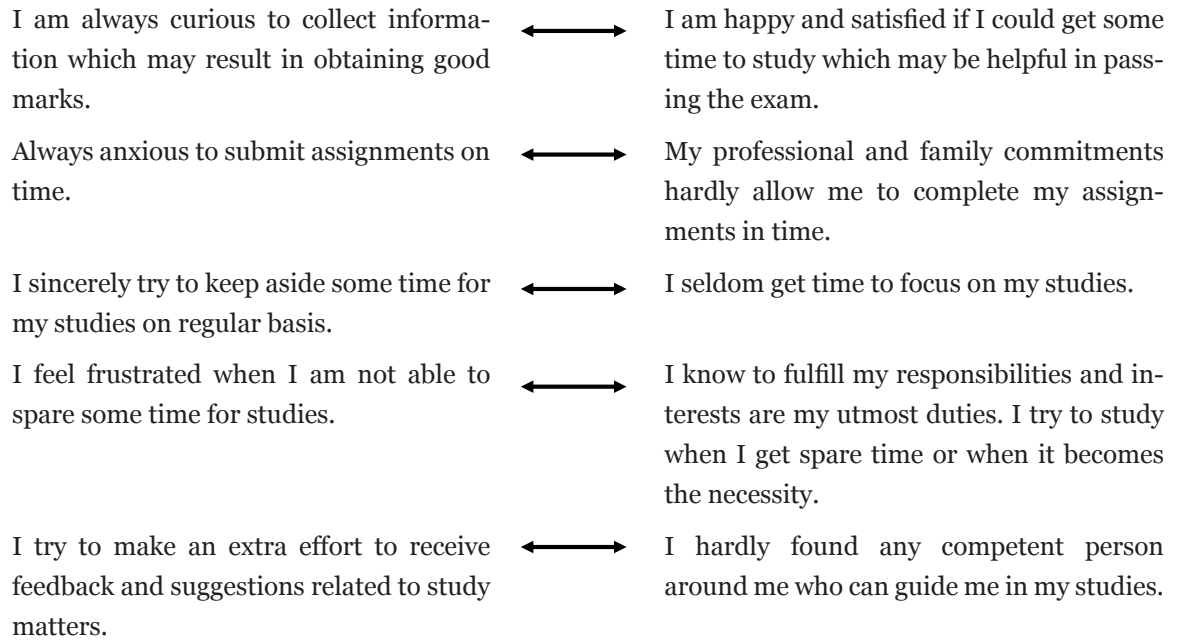 I am always curious to collect informa-
tion which may result in obtaining good
marks.
I am happy and satisfied if I could get some
time to study which may be helpful in pass-
ing the exam.
Always anxious to submit assignments on
time.
My professional and family commitments
hardly allow me to complete my assign-
ments in time.
I sincerely try to keep aside some time for
my studies on regular basis.
I seldom get time to focus on my studies.
I feel frustrated when I am not able to
spare some time for studies.
I know to fulfill my responsibilities and in-
terests are my utmost duties. I try to study
when I get spare time or when it becomes
the necessity.
I try to make an extra effort to receive
feedback and suggestions related to study
matters.
I hardly found any competent person
around me who can guide me in my studies.